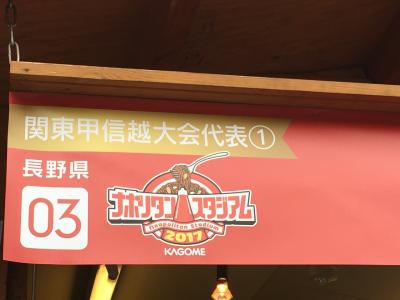 関東甲信越大会代表①
長野県
03
ナポリタンスタジアム
Neapolitan Stadium
2017
KAGOME